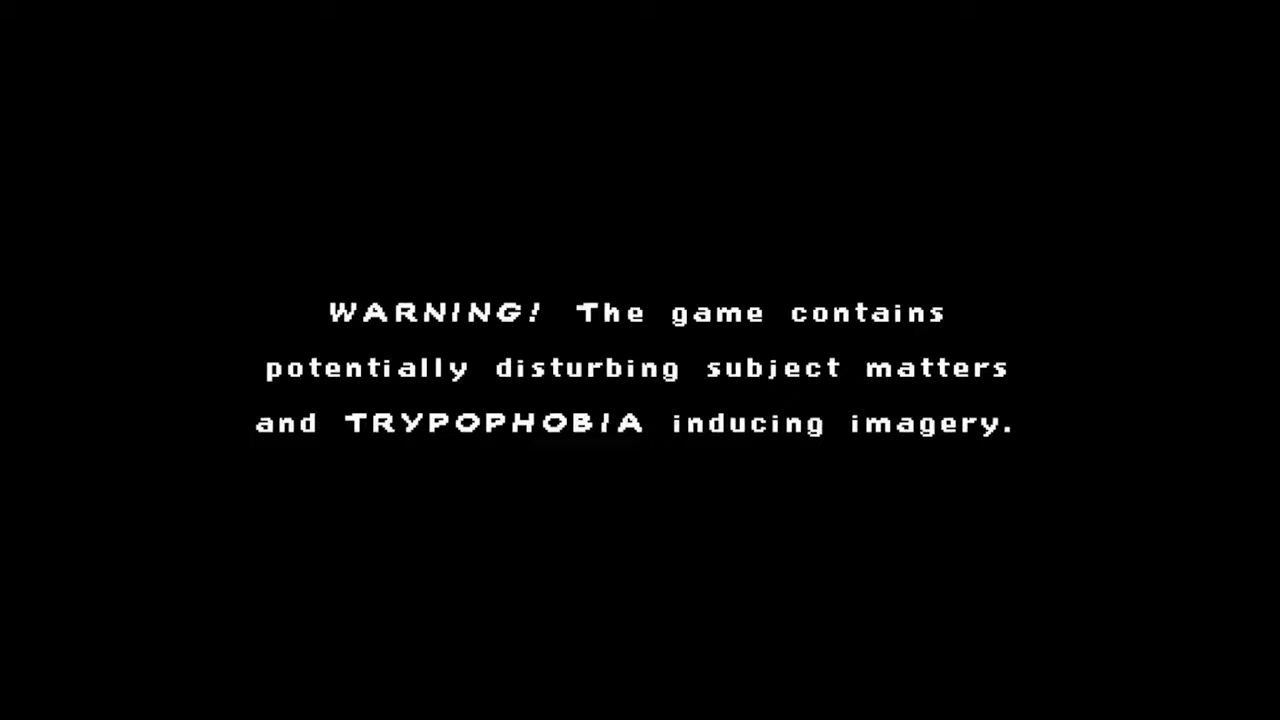 WARNING! The game contains
potentially disturbing subject matters
and TRYPOPHOBIA inducing imagery.